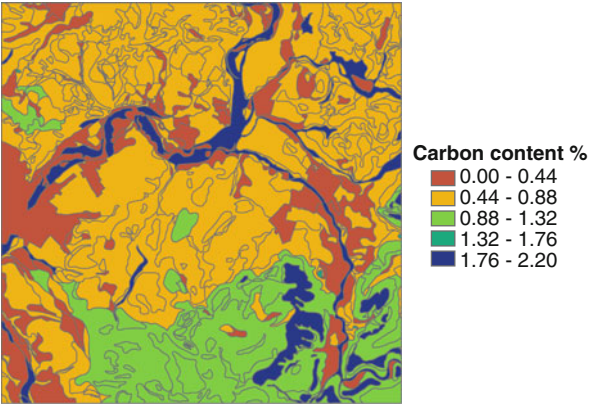 Carbon content %
0.00 - 0.44
0.44 - 0.88
0.88 - 1.32
1.32 - 1.76
1.76 - 2.20